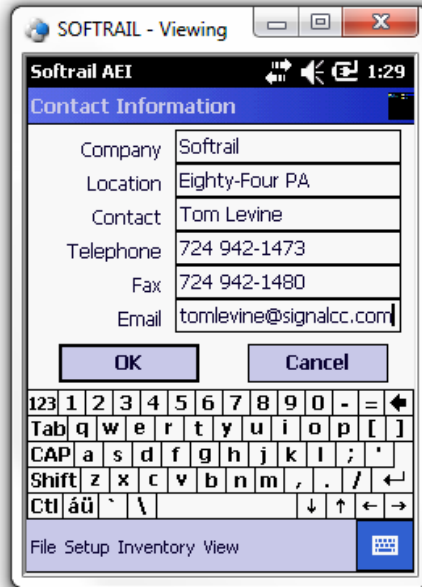 SOFTRAIL - Viewing
Softrail AEI 1:29
Contact Information
Company Softrail
Location Eighty-Four PA
Contact Tom Levine
Telephone 724 942-1473
Fax 724 942-1480
Email tomlevine@signalcc.com
OK Cancel
123 1 2 3 4 5 6 7 8 9 0 - =
Tab q w e r t y u i o p [ ]
CAP a s d f g h j k l ; '
Shift z x c v b n m , . /
Ctl áü ` \
File Setup Inventory View